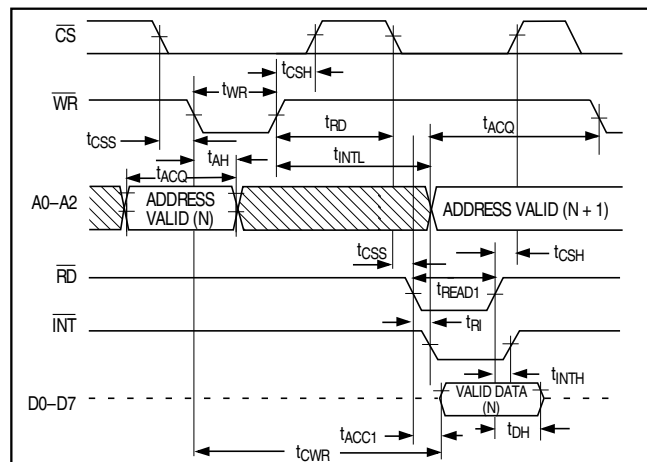 CS
tCSH
tWR
WR
tRD
tACQ
tCSS
tAH
tINTL
tACQ
A0–A2
ADDRESS
VALID (N)
ADDRESS VALID (N + 1)
tCSS
tCSH
RD
tREAD1
tRI
INT
tINTH
VALID DATA
(N)
D0–D7
tACC1
tDH
tCWR